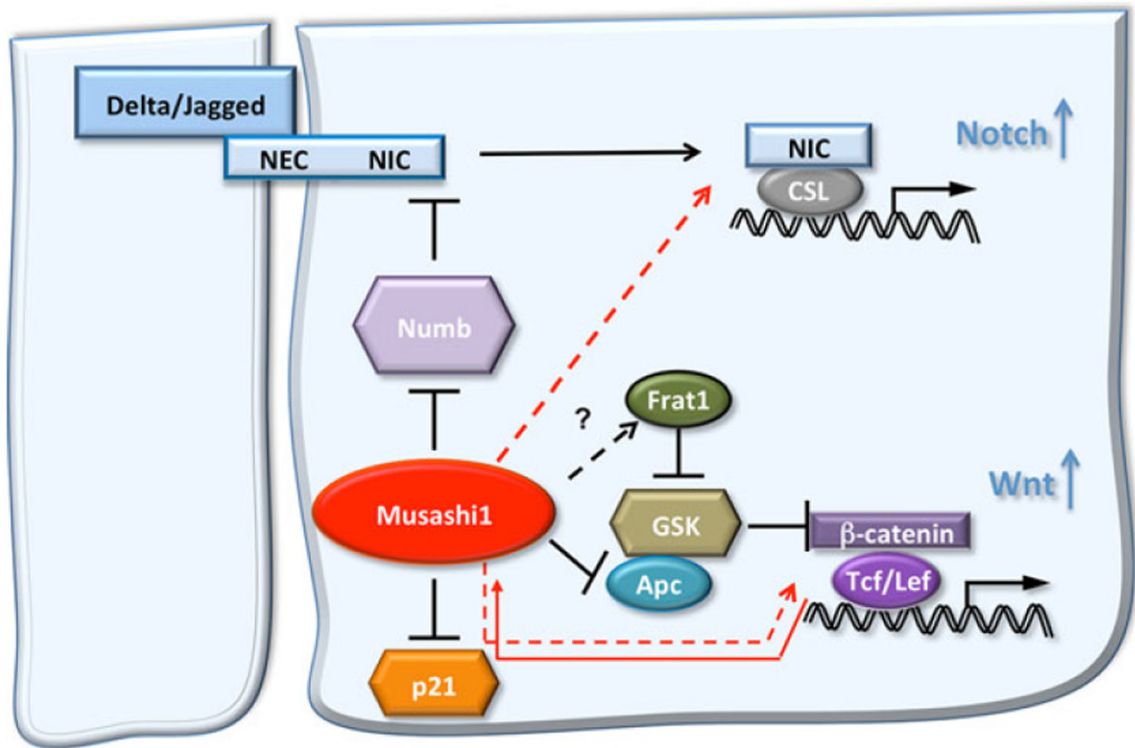 Delta/Jagged
NEC NIC
NIC
CSL
Notch
Numb
?
Frat1
Musashi1
GSK
Apc
Wnt
β-catenin
Tcf/Lef
p21